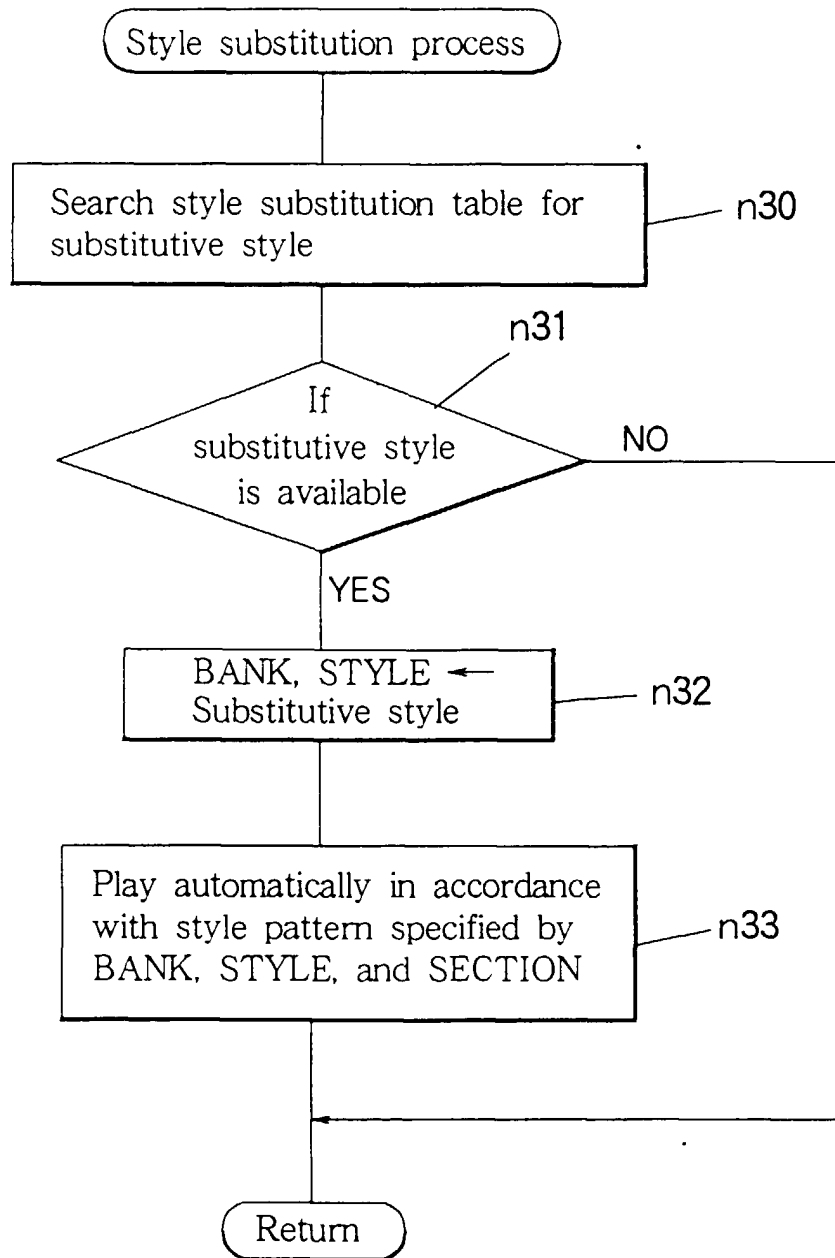 Style substitution process
Search style substitution table for
substitutive style
n30
n31
If
substitutive style
is available
NO
YES
BANK, STYLE ←
Substitutive style
n32
Play automatically in accordance
with style pattern specified by
BANK, STYLE, and SECTION
n33
Return